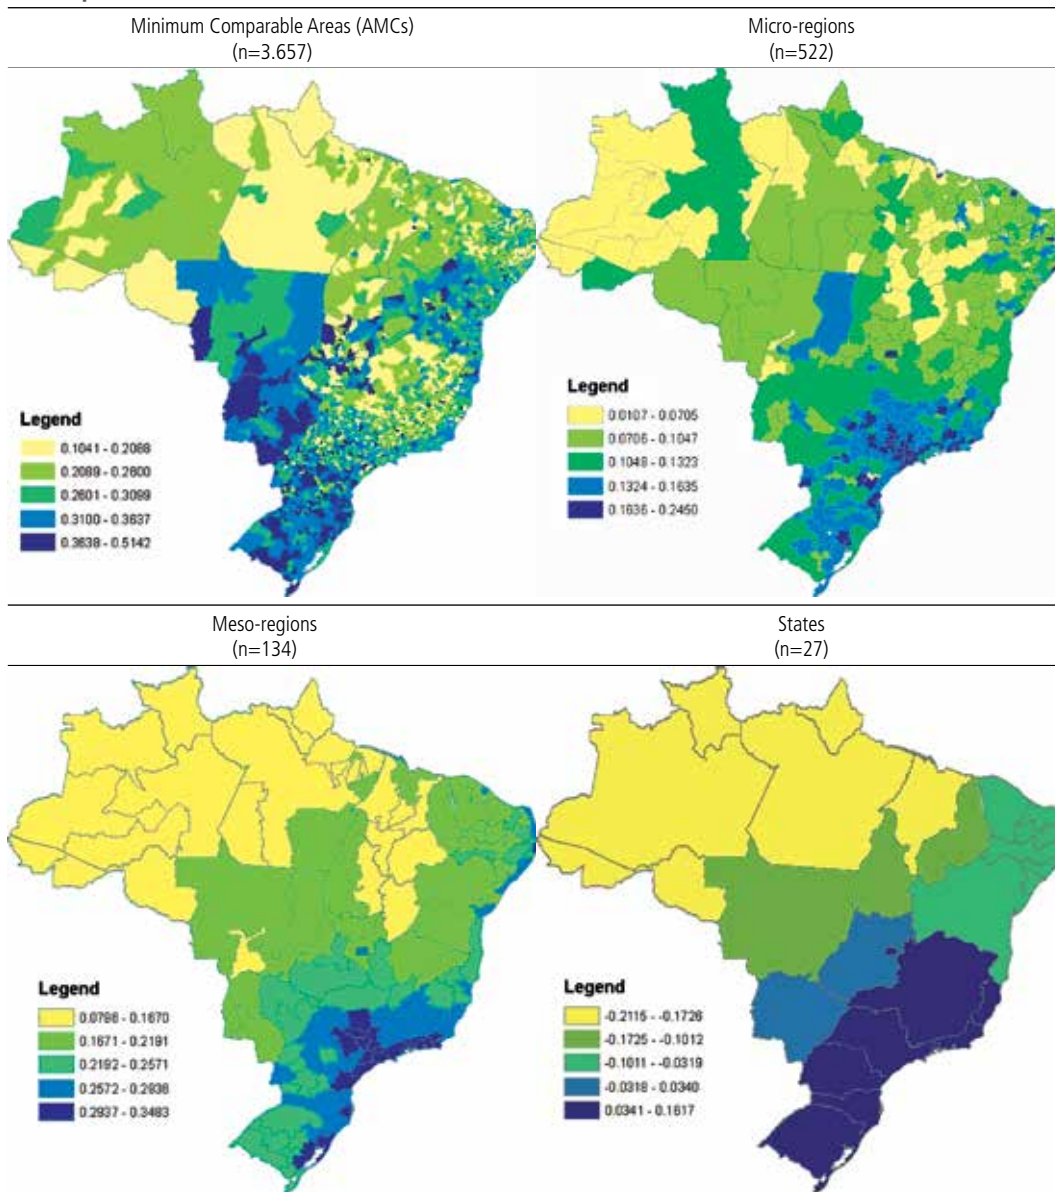 Minimum Comparable Areas (AMCs)
(n=3.657)
Micro-regions
(n=522)
Legend
0.1041 - 0.2088
0.2089 - 0.2600
0.2601 - 0.3099
0.3100 - 0.3637
0.3638 - 0.5142
Legend
0.0107 - 0.0705
0.0706 - 0.1047
0.1048 - 0.1323
0.1324 - 0.1635
0.1636 - 0.2450
Meso-regions
(n=134)
States
(n=27)
Legend
0.0798 - 0.1670
0.1671 - 0.2191
0.2192 - 0.2571
0.2572 - 0.2936
0.2937 - 0.3483
Legend
-0.2115 - -0.1726
-0.1725 - -0.1012
-0.1011 - -0.0319
-0.0318 - 0.0340
0.0341 - 0.1617